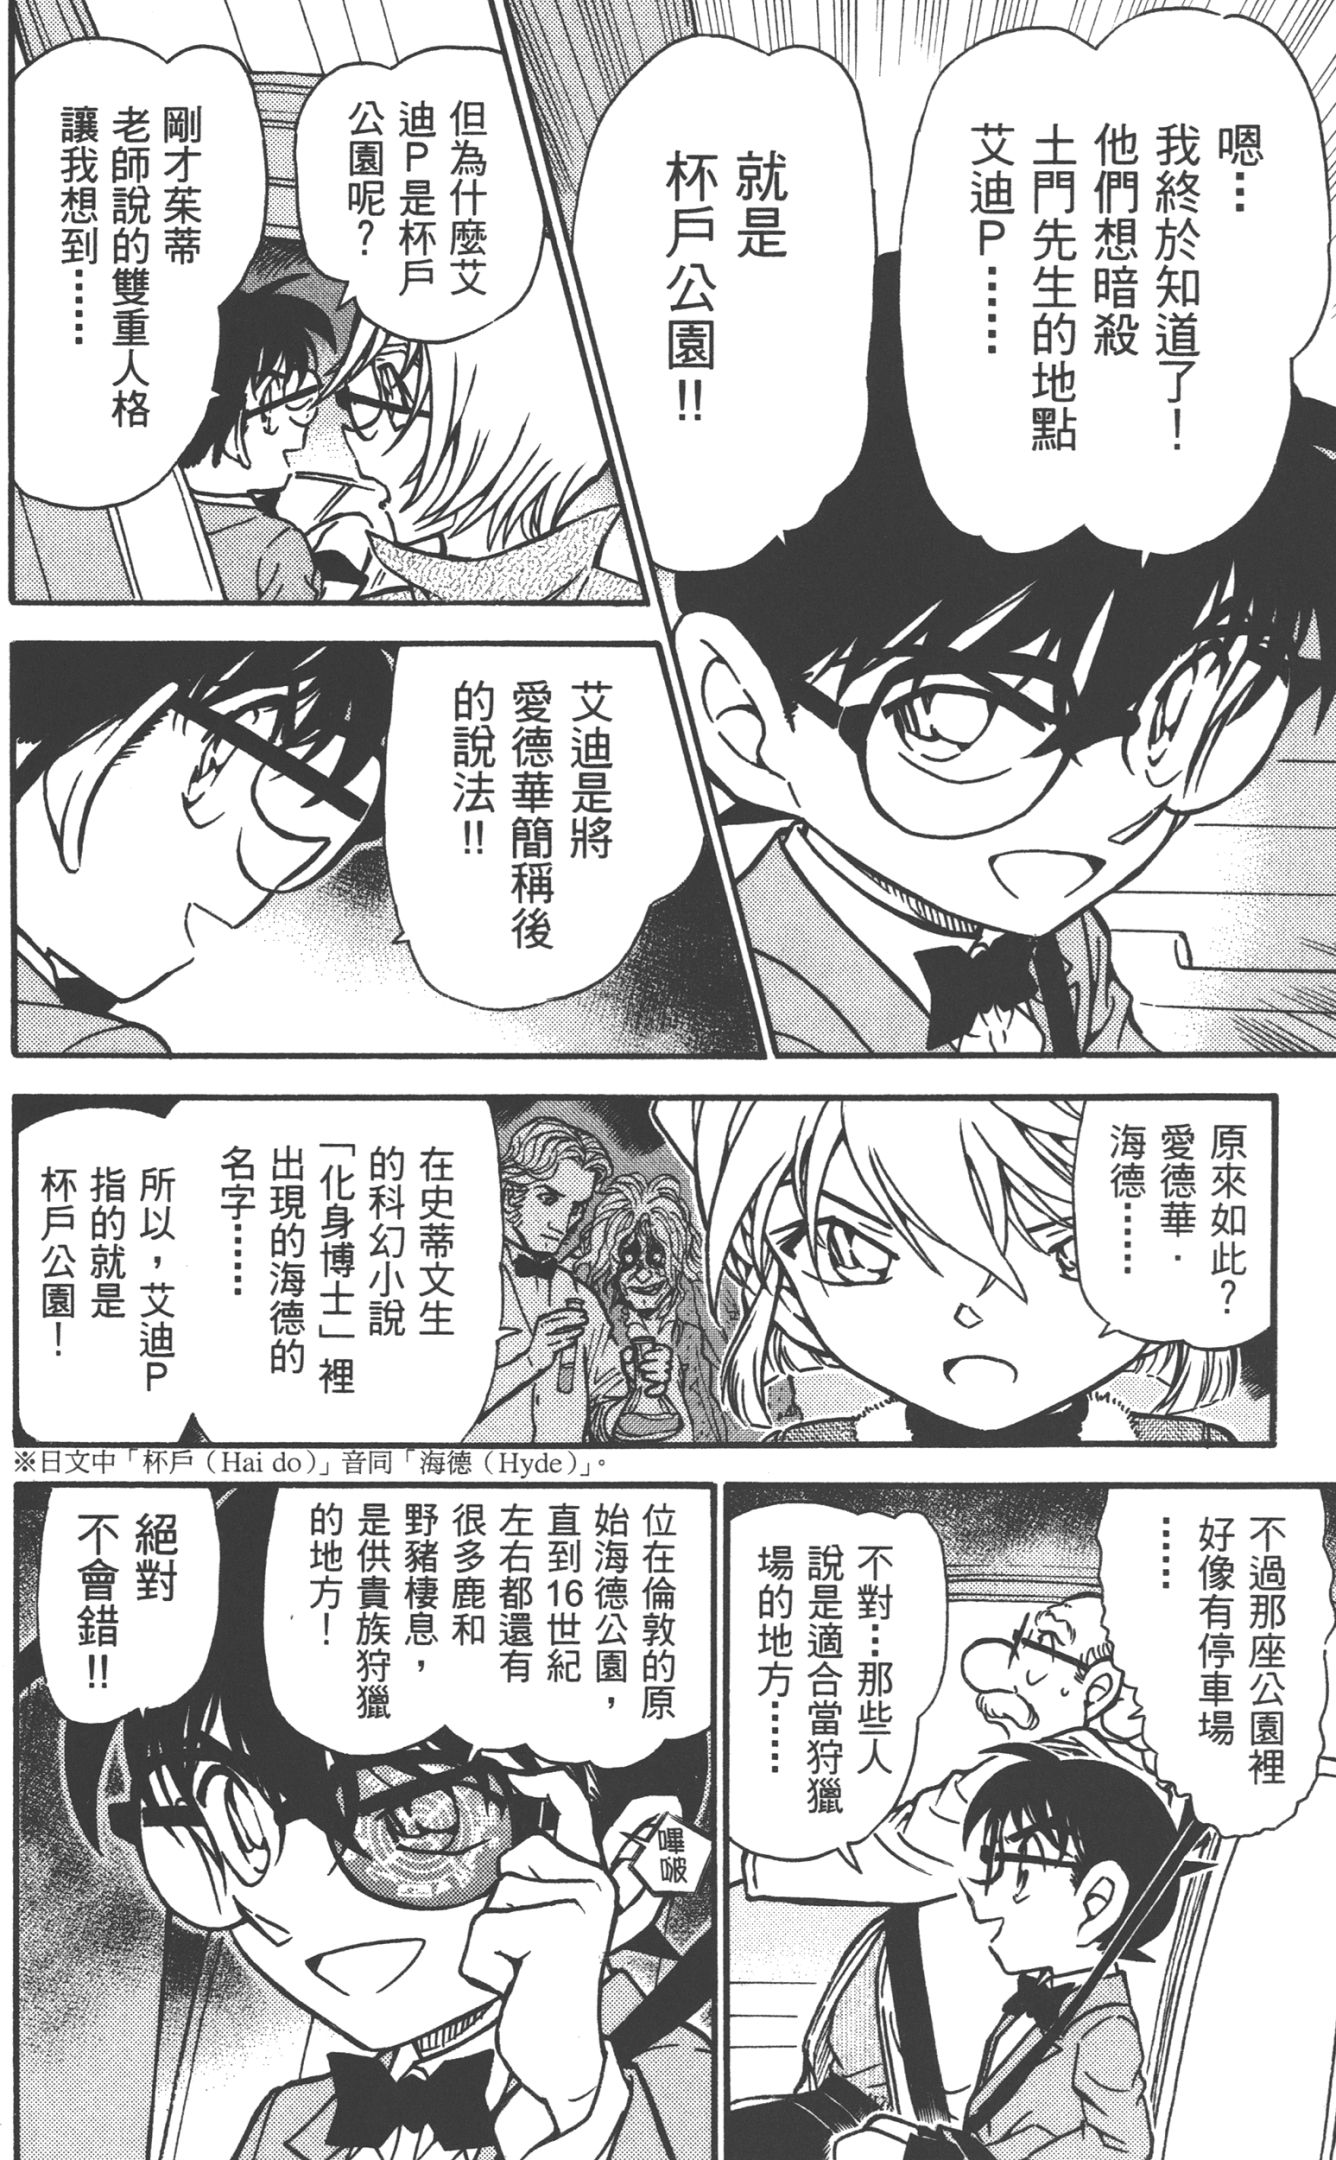 嗯…
我終於知道了！
他們想暗殺
土門先生的地點
艾迪P……
就是
杯戶公園!!
但為什麼艾
迪P是杯戶
公園呢？
剛才茱蒂
老師說的雙重人格
讓我想到……
艾迪是將
愛德華簡稱後
的說法!!
原來如此？
愛德華．
海德……
在史蒂文生
的科幻小說
「化身博士」裡
出現的海德的
名字……
所以，艾迪P
指的就是
杯戶公園！
※日文中「杯戶（Hai do）」音同「海德（Hyde）」。
不過那座公園裡
好像有停車場
……
不對…那些人
說是適合當狩獵
場的地方……
位在倫敦的原
始海德公園，
直到16世紀
左右都還有
很多鹿和
野豬棲息，
是供貴族狩獵
的地方！
嗶
啵
絕對
不會錯!!